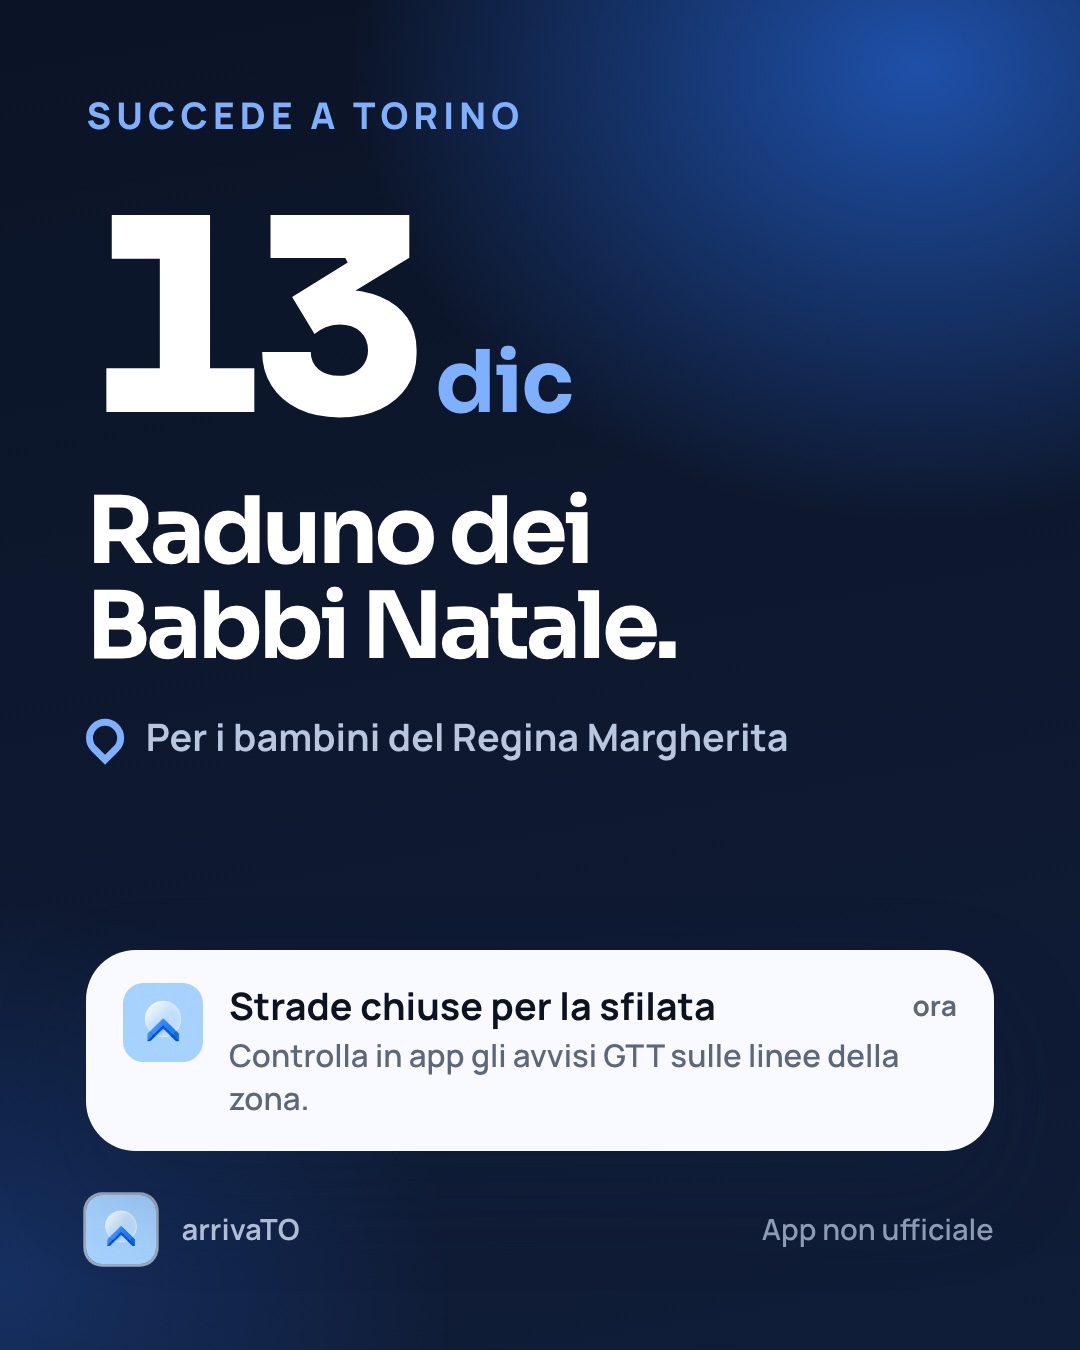 SUCCEDE A TORINO
13 dic
Raduno dei
Babbi Natale.
Per i bambini del Regina Margherita
Strade chiuse per la sfilata ora
Controlla in app gli avvisi GTT sulle linee della
zona.
arrivaTO App non ufficiale